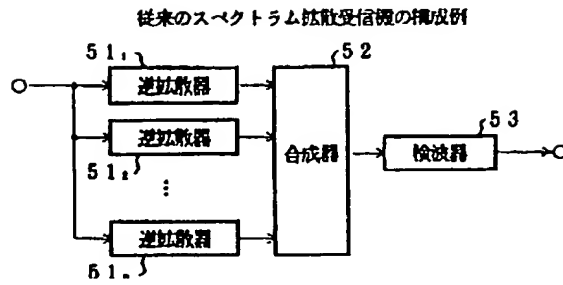 従来のスペクトラム拡散受信機の構成例
51₁
52
逆拡散器
53
逆拡散器
合成器
検波器
51₂
⋮
逆拡散器
51ₙ